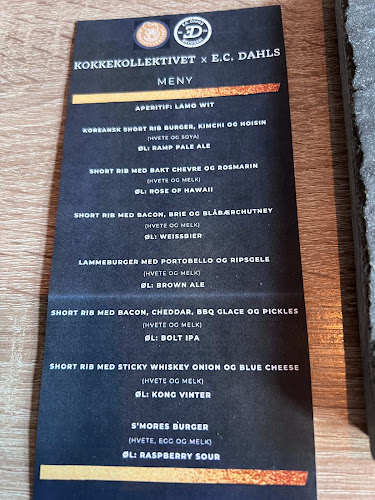 E.C. DAHLS
KOKKEKOLLEKTIVET x E.C. DAHLS
MENY
APERITIF: LAMO WIT
KOREANSK SHORT RIB BURGER, KIMCHI OG HOISIN
(HVETE OG SOYA)
ØL: RAMP PALE ALE
SHORT RIB MED BAKT CHEVRE OG ROSMARIN
(HVETE OG MELK)
ØL: ROSE OF HAWAII
SHORT RIB MED BACON, BRIE OG BLÅBÆRCHUTNEY
(HVETE OG MELK)
ØL: WEISSBIER
LAMMEBURGER MED PORTOBELLO OG RIPSGELE
(HVETE OG MELK)
ØL: BROWN ALE
SHORT RIB MED BACON, CHEDDAR, BBQ GLACE OG PICKLES
(HVETE OG MELK)
ØL: BOLT IPA
SHORT RIB MED STICKY WHISKEY ONION OG BLUE CHEESE
(HVETE OG MELK)
ØL: KONG VINTER
S'MORES BURGER
(HVETE, EGG OG MELK)
ØL: RASPBERRY SOUR